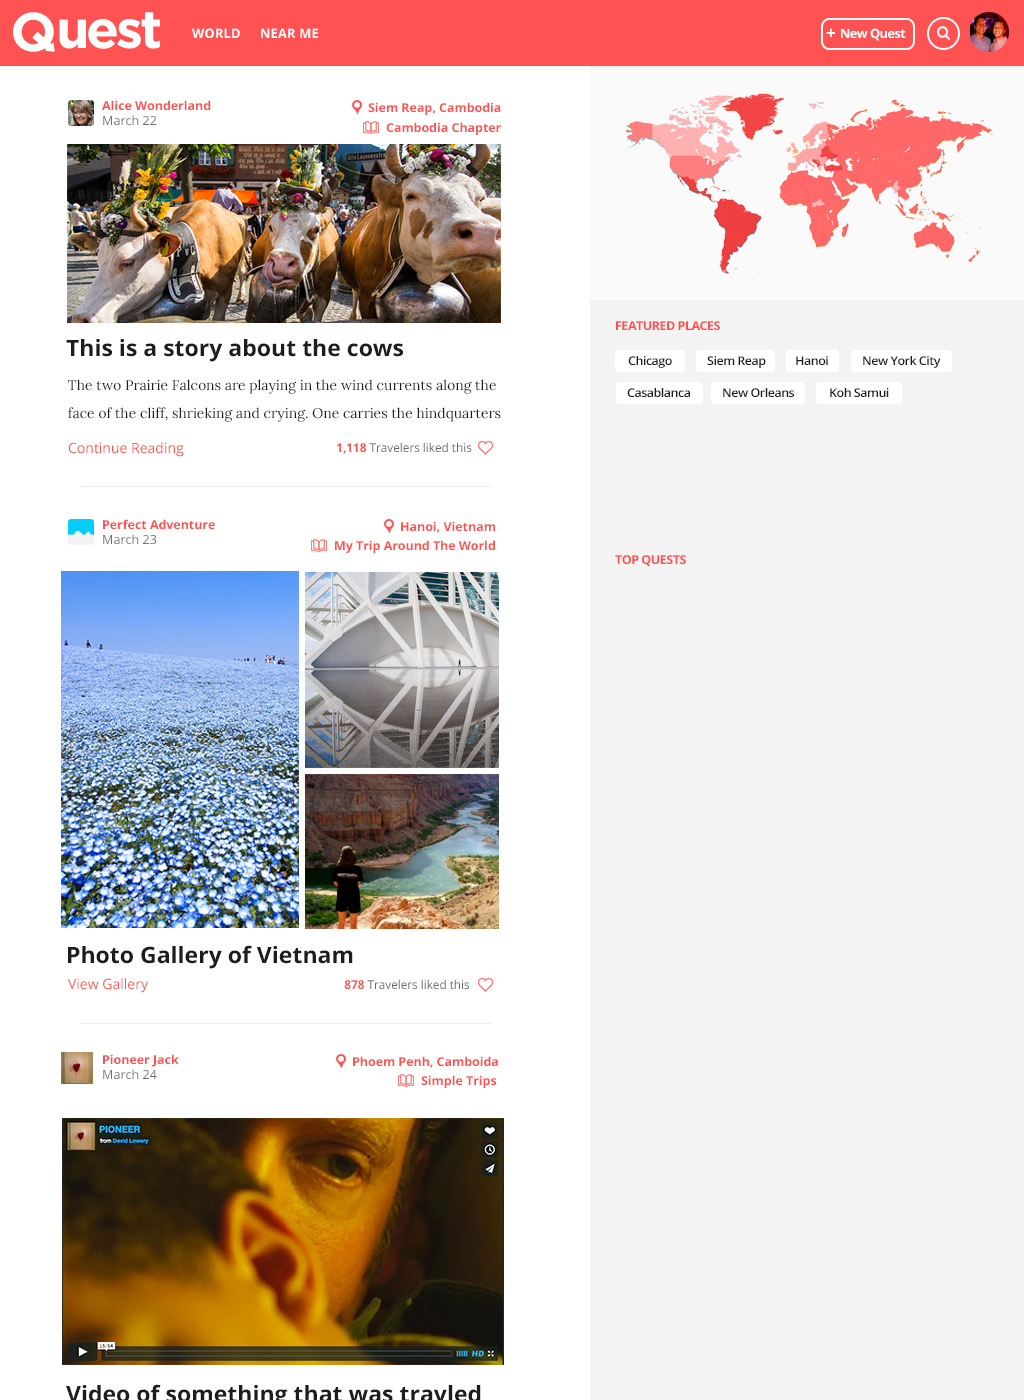 Quest
WORLD
NEAR ME
+ New Quest
Alice Wonderland
March 22
Siem Reap, Cambodia
Cambodia Chapter
This is a story about the cows
The two Prairie Falcons are playing in the wind currents along the
face of the cliff, shrieking and crying. One carries the hindquarters
Continue Reading
1,118 Travelers liked this
Perfect Adventure
March 23
Hanoi, Vietnam
My Trip Around The World
Photo Gallery of Vietnam
View Gallery
878 Travelers liked this
Pioneer Jack
March 24
Phoem Penh, Camboida
Simple Trips
PIONEER
from David Lowery
15:54
HD
Video of something that was travled
FEATURED PLACES
Chicago
Siem Reap
Hanoi
New York City
Casablanca
New Orleans
Koh Samui
TOP QUESTS